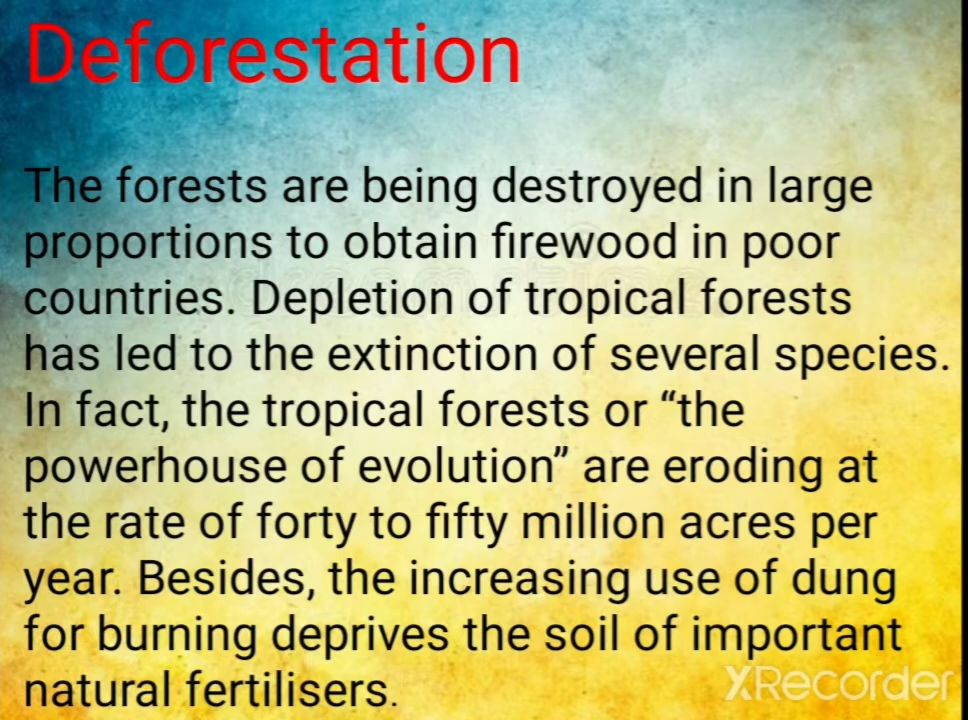 Deforestation
The forests are being destroyed in large
proportions to obtain firewood in poor
countries. Depletion of tropical forests
has led to the extinction of several species.
In fact, the tropical forests or “the
powerhouse of evolution” are eroding at
the rate of forty to fifty million acres per
year. Besides, the increasing use of dung
for burning deprives the soil of important
natural fertilisers.
XRecorder